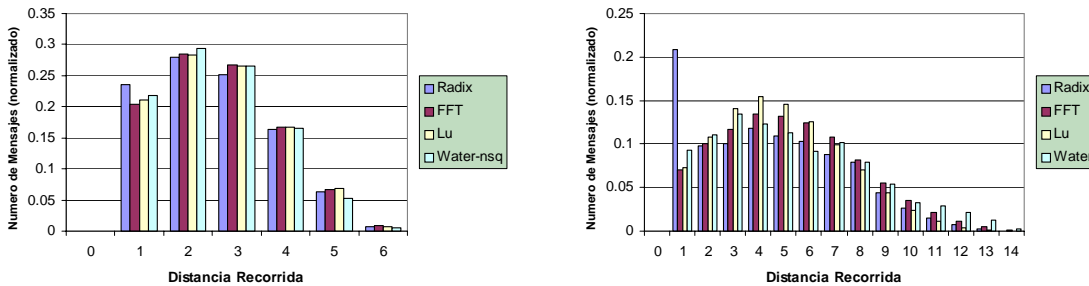 Numero de Mensajes (normalizado)
0.35
0.3
0.25
0.2
0.15
0.1
0.05
0
0 1 2 3 4 5 6
Distancia Recorrida
Radix
FFT
Lu
Water-nsq
Numero de Mensajes (normalizado)
0.25
0.2
0.15
0.1
0.05
0
0 1 2 3 4 5 6 7 8 9 10 11 12 13 14
Distancia Recorrida
Radix
FFT
Lu
Water